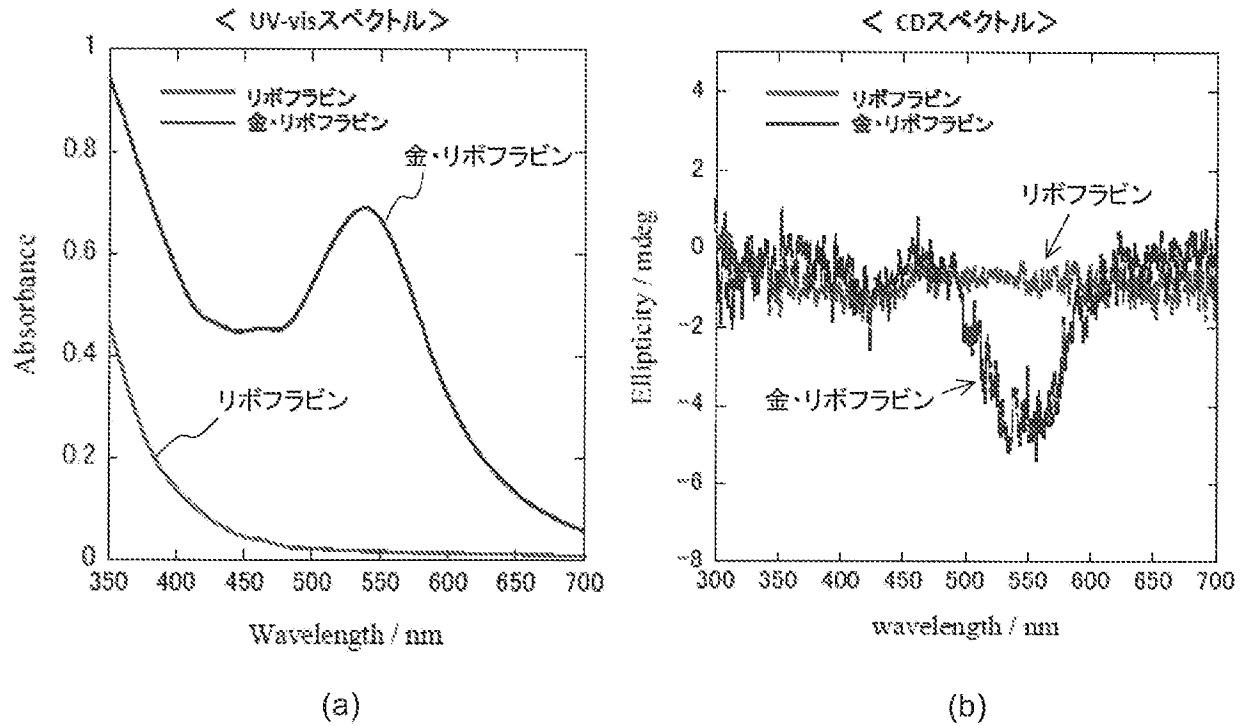 < UV-visスペクトル>
1
0.8
0.6
0.4
0.2
0
リボフラビン
金・リボフラビン
金・リボフラビン
リボフラビン
Absorbance
350 400 450 500 550 600 650 700
Wavelength / nm
(a)
< CDスペクトル>
4
2
0
-2
-4
-6
-8
リボフラビン
金・リボフラビン
リボフラビン
金・リボフラビン
Ellipticity / mdeg
300 350 400 450 500 550 600 650 700
wavelength / nm
(b)